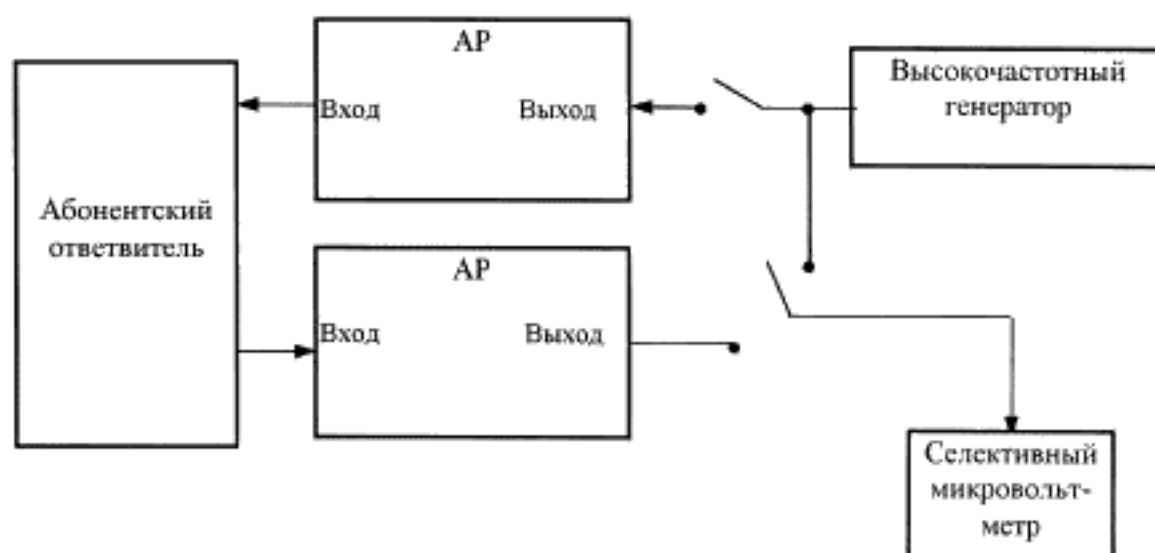 АР
Вход
Выход
Высокочастотный
генератор
Абонентский
ответвитель
АР
Вход
Выход
Селективный
микровольт-
метр